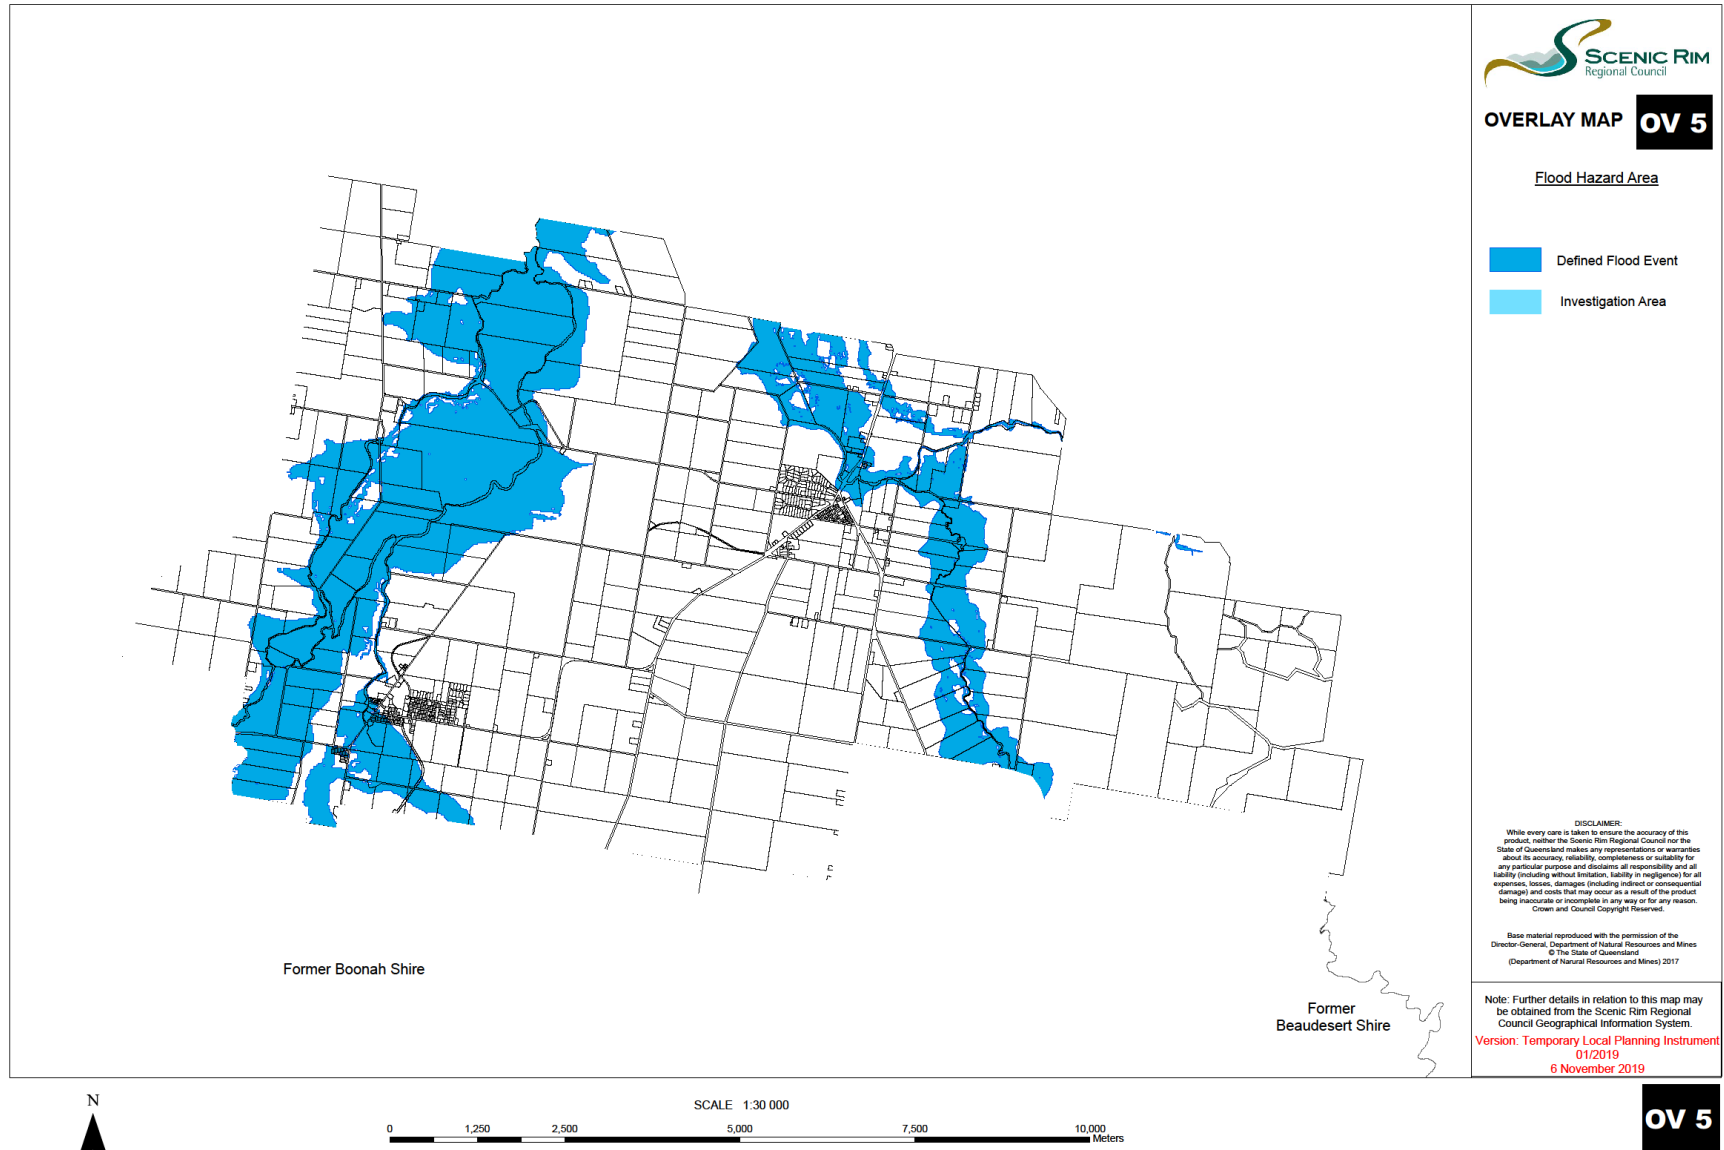 SCENIC RIM
Regional Council
OVERLAY MAP
OV 5
Flood Hazard Area
Defined Flood Event
Investigation Area
DISCLAIMER:
While every care is taken to ensure the accuracy of this
product, neither the Scenic Rim Regional Council nor the
State of Queensland makes any representations or warranties
about its accuracy, reliability, completeness or suitablity for
any particular purpose and disclaims all responsibility and all
liability (including without limitation, liability in negligence) for all
expenses, losses, damages (including indirect or consequential
damage) and costs that may occur as a result of the product
being inaccurate or incomplete in any way or for any reason.
Crown and Council Copyright Reserved.
Base material reproduced with the permission of the
Director-General, Department of Natural Resources and Mines
© The State of Queensland
(Department of Narural Resources and Mines) 2017
Former Boonah Shire
Former
Beaudesert Shire
Note: Further details in relation to this map may
be obtained from the Scenic Rim Regional
Council Geographical Information System.
Version: Temporary Local Planning Instrument
01/2019
6 November 2019
N
SCALE 1:30 000
0 1,250 2,500 5,000 7,500 10,000
Meters
OV 5